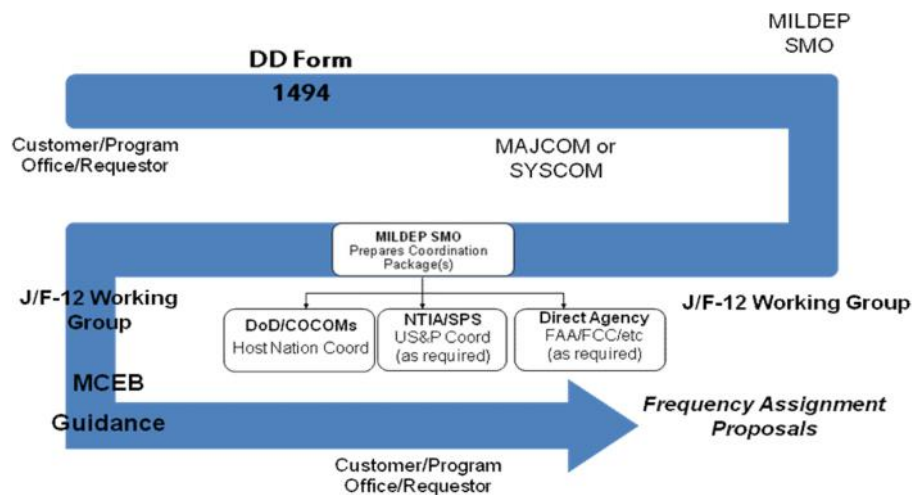 MILDEP
SMO
DD Form
1494
Customer/Program
Office/Requestor
MAJCOM or
SYSCOM
MILDEP SMO
Prepares Coordination
Package(s)
J/F-12 Working
Group
J/F-12 Working Group
DoD/COCOMs
Host Nation Coord
NTIA/SPS
US&P Coord
(as required)
Direct Agency
FAA/FCC/etc
(as required)
MCEB
Guidance
Frequency Assignment
Proposals
Customer/Program
Office/Requestor